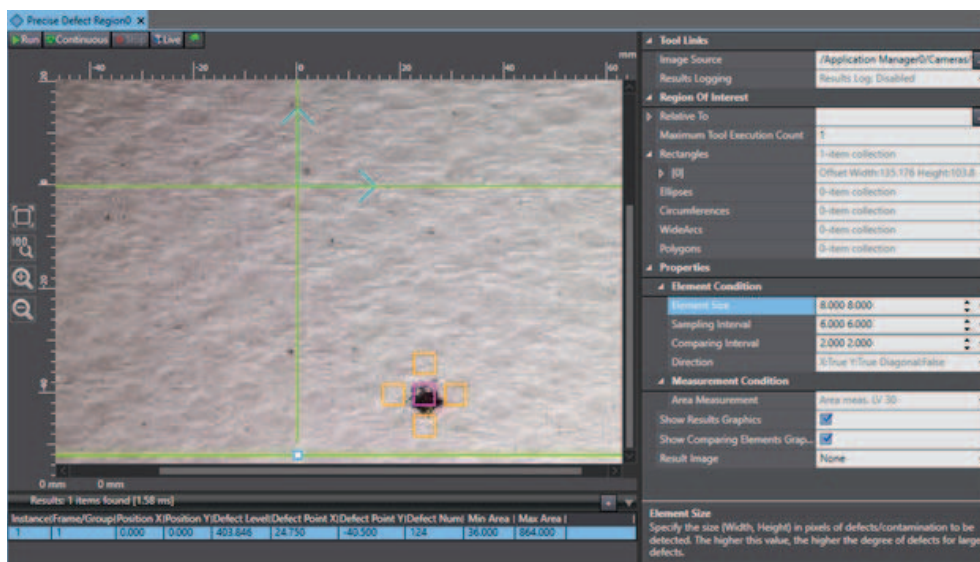 Precise Defect Region0 ×
Run Continuous Stop Live
mm
-40 -20 0 20 40 60
20
0
-20
-40
100
0 mm 0 mm
Results: 1 items found [1.58 ms]
Instance Frame/Group Position X Position Y Defect Level Defect Point X Defect Point Y Defect Num Min Area Max Area
1 1 0.000 0.000 403.846 24.750 -40.500 124 36.000 864.000
Tool Links
Image Source /Application Manager0/Cameras/
Results Logging Results Log: Disabled
Region Of Interest
Relative To
Maximum Tool Execution Count 1
Rectangles 1-item collection
[0] Offset Width:135.176 Height:103.8
Ellipses 0-item collection
Circumferences 0-item collection
WideArcs 0-item collection
Polygons 0-item collection
Properties
Element Condition
Element Size 8.000 8.000
Sampling Interval 6.000 6.000
Comparing Interval 2.000 2.000
Direction X:True Y:True Diagonal:False
Measurement Condition
Area Measurement Area meas. LV 30
Show Results Graphics
Show Comparing Elements Grap...
Result Image None
Element Size
Specify the size (Width, Height) in pixels of defects/contamination to be
detected. The higher this value, the higher the degree of defects for large
defects.